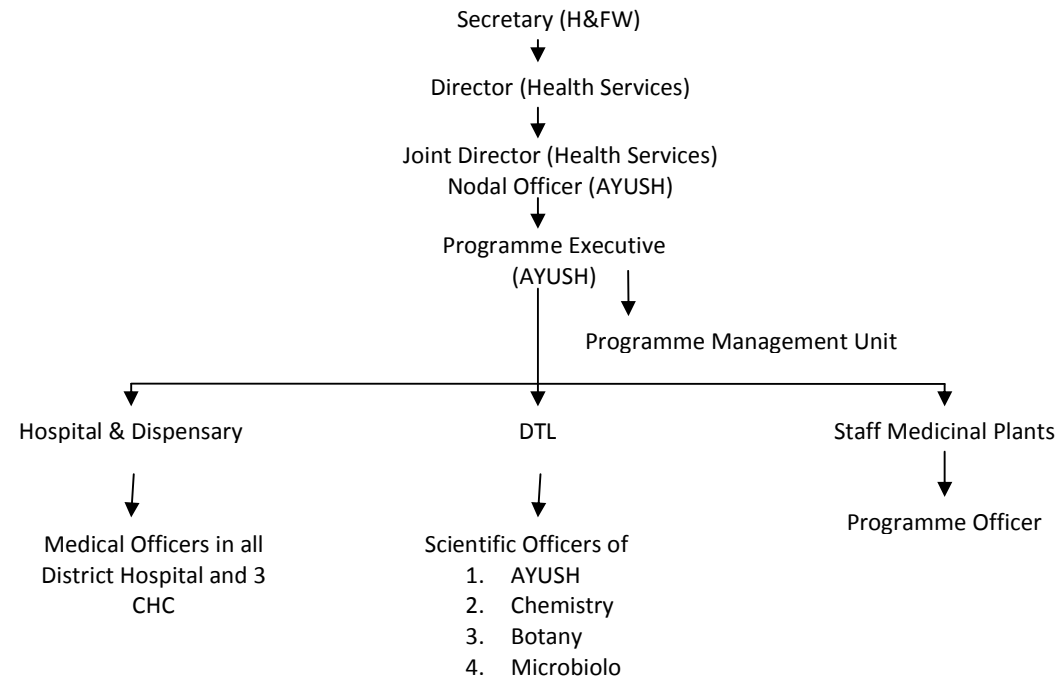 Secretary (H&FW)
Director (Health Services)
Joint Director (Health Services)
Nodal Officer (AYUSH)
Programme Executive
(AYUSH)
Programme Management Unit
Hospital & Dispensary
DTL
Staff Medicinal Plants
Medical Officers in all
District Hospital and 3
CHC
Scientific Officers of
1. AYUSH
2. Chemistry
3. Botany
4. Microbiolo
Programme Officer